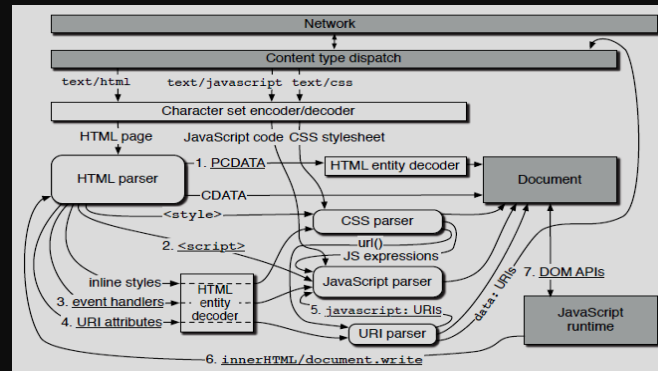 Network
Content type dispatch
text/html
text/javascript
text/css
Character set encoder/decoder
HTML page
JavaScript code
CSS stylesheet
1. PCDATA
HTML entity decoder
HTML parser
Document
CDATA
<style>
CSS parser
url()
2. <script>
JS expressions
7. DOM APIs
inline styles
HTML entity decoder
JavaScript parser
data: URIs
3. event handlers
5. javascript: URIs
4. URI attributes
URI parser
JavaScript runtime
6. innerHTML/document.write